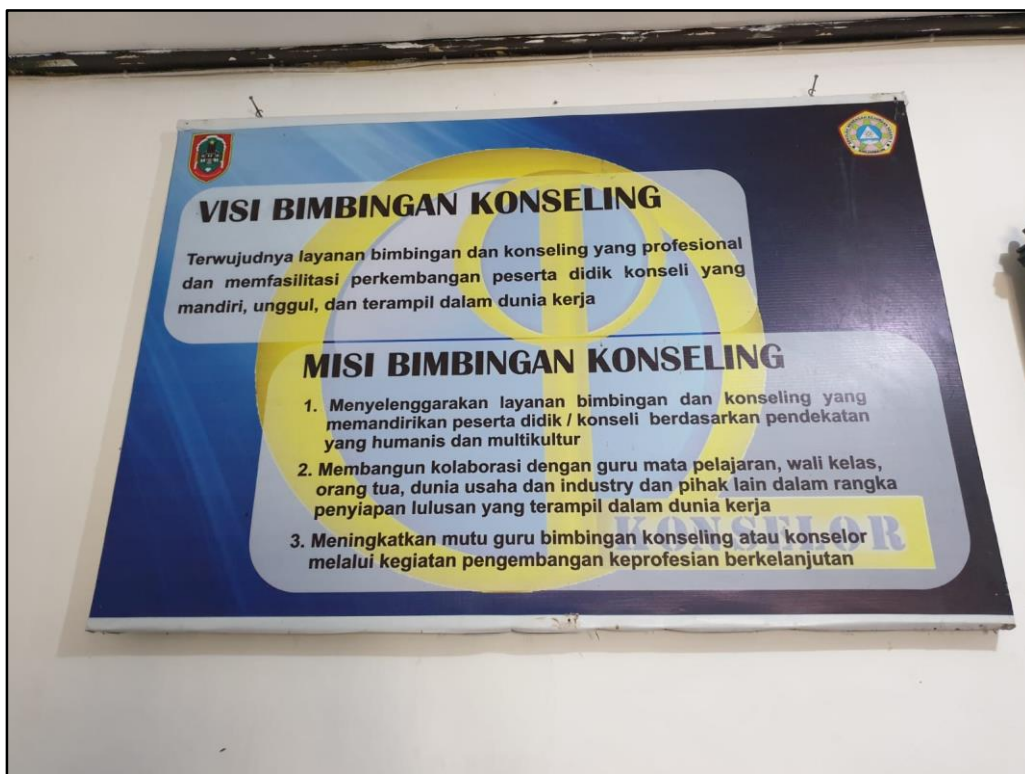 VISI BIMBINGAN KONSELING
Terwujudnya layanan bimbingan dan konseling yang profesional
dan memfasilitasi perkembangan peserta didik konseli yang
mandiri, unggul, dan terampil dalam dunia kerja
MISI BIMBINGAN KONSELING
1. Menyelenggarakan layanan bimbingan dan konseling yang
memandirikan peserta didik / konseli berdasarkan pendekatan
yang humanis dan multikultur
2. Membangun kolaborasi dengan guru mata pelajaran, wali kelas,
orang tua, dunia usaha dan industry dan pihak lain dalam rangka
penyiapan lulusan yang terampil dalam dunia kerja
3. Meningkatkan mutu guru bimbingan konseling atau konselor
melalui kegiatan pengembangan keprofesian berkelanjutan
KONSELOR